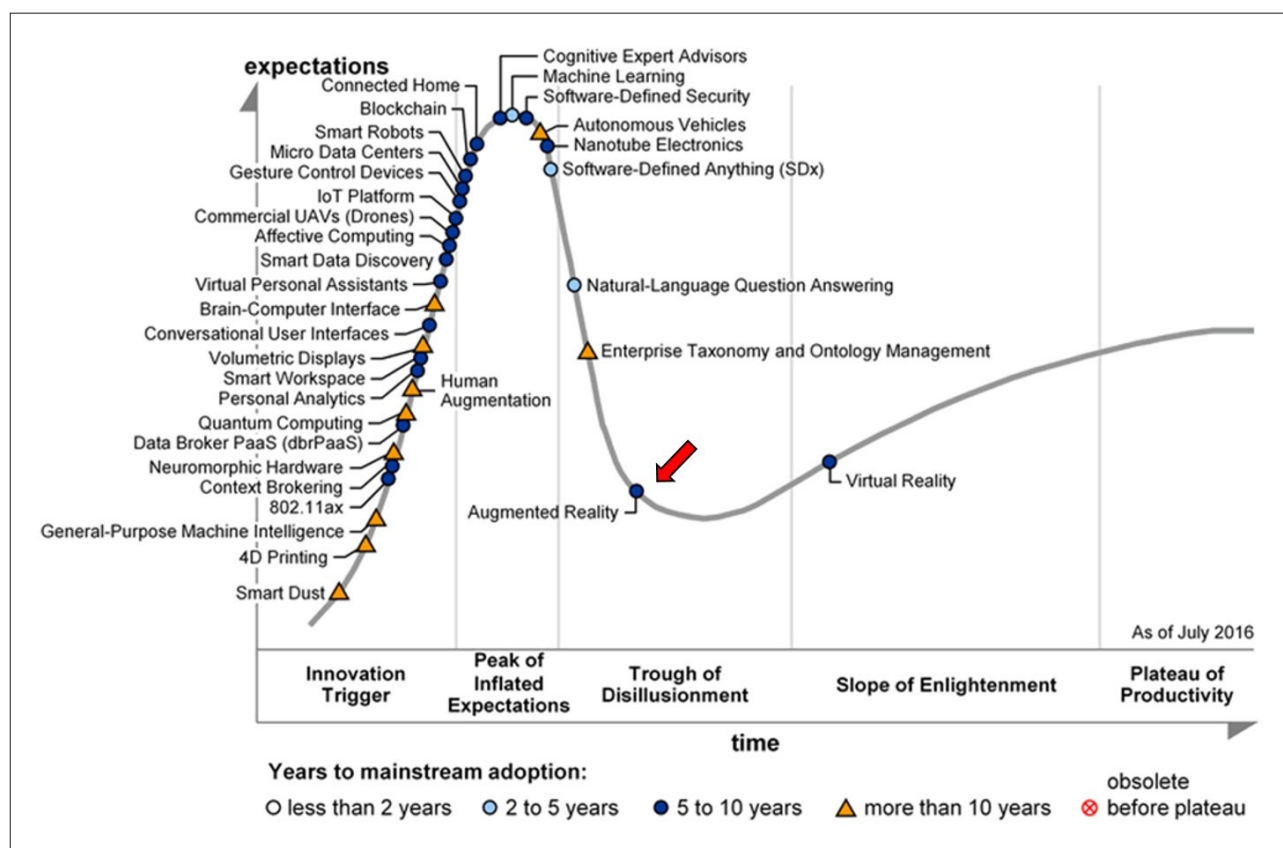 expectations
Cognitive Expert Advisors
Machine Learning
Software-Defined Security
Autonomous Vehicles
Nanotube Electronics
Software-Defined Anything (SDx)
Connected Home
Blockchain
Smart Robots
Micro Data Centers
Gesture Control Devices
IoT Platform
Commercial UAVs (Drones)
Affective Computing
Smart Data Discovery
Virtual Personal Assistants
Brain-Computer Interface
Conversational User Interfaces
Volumetric Displays
Smart Workspace
Personal Analytics
Quantum Computing
Data Broker PaaS (dbrPaaS)
Neuromorphic Hardware
Context Brokering
802.11ax
General-Purpose Machine Intelligence
4D Printing
Smart Dust
Human
Augmentation
Natural-Language Question Answering
Enterprise Taxonomy and Ontology Management
Augmented Reality
Virtual Reality
As of July 2016
Innovation
Trigger
Peak of
Inflated
Expectations
Trough of
Disillusionment
Slope of Enlightenment
Plateau of
Productivity
time
Years to mainstream adoption:
less than 2 years
2 to 5 years
5 to 10 years
more than 10 years
obsolete
before plateau